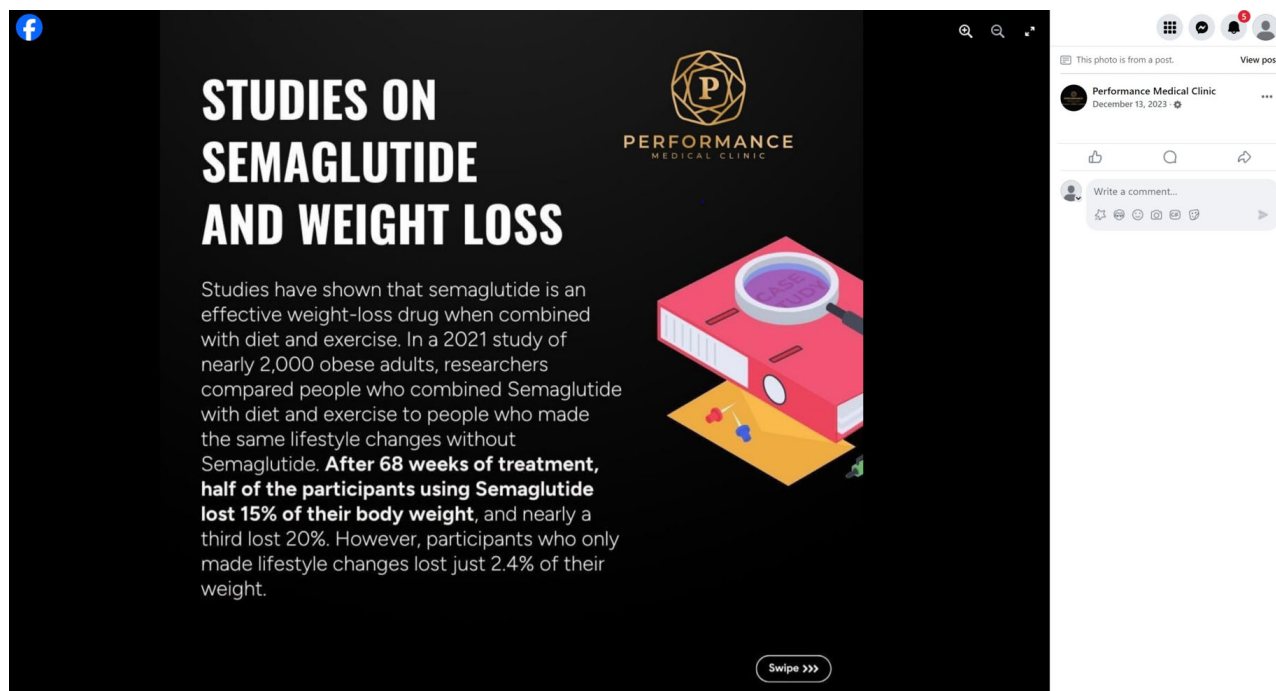 STUDIES ON
SEMAGLUTIDE
AND WEIGHT LOSS
P
PERFORMANCE
MEDICAL CLINIC
Studies have shown that semaglutide is an
effective weight-loss drug when combined
with diet and exercise. In a 2021 study of
nearly 2,000 obese adults, researchers
compared people who combined Semaglutide
with diet and exercise to people who made
the same lifestyle changes without
Semaglutide. After 68 weeks of treatment,
half of the participants using Semaglutide
lost 15% of their body weight, and nearly a
third lost 20%. However, participants who only
made lifestyle changes lost just 2.4% of their
weight.
CASE
STUDY
Swipe >>>
5
This photo is from a post.
View pos
Performance Medical Clinic
December 13, 2023 ·
Write a comment...